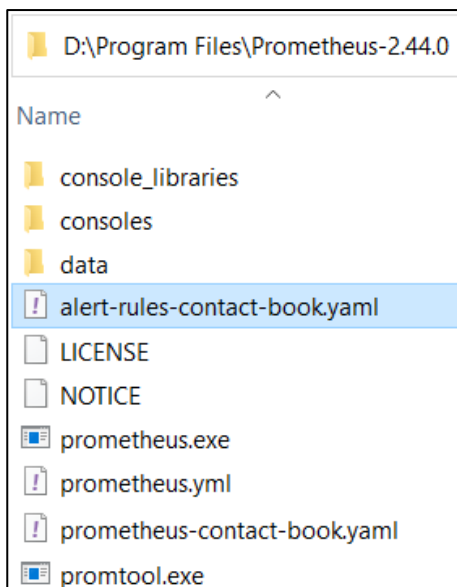 D:\Program Files\Prometheus-2.44.0
Name
console_libraries
consoles
data
alert-rules-contact-book.yaml
LICENSE
NOTICE
prometheus.exe
prometheus.yml
prometheus-contact-book.yaml
promtool.exe